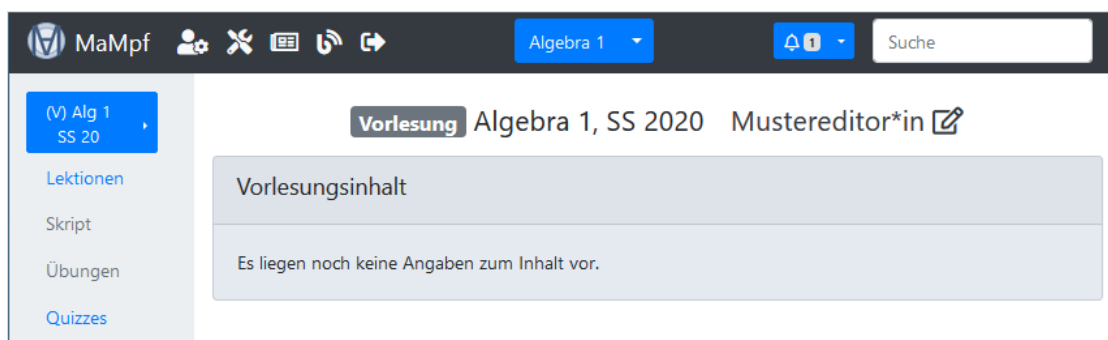 MaMpf
Algebra 1
1
Suche
(V) Alg 1
SS 20
Vorlesung Algebra 1, SS 2020 Mustereditor*in
Lektionen
Vorlesungsinhalt
Skript
Übungen
Es liegen noch keine Angaben zum Inhalt vor.
Quizzes